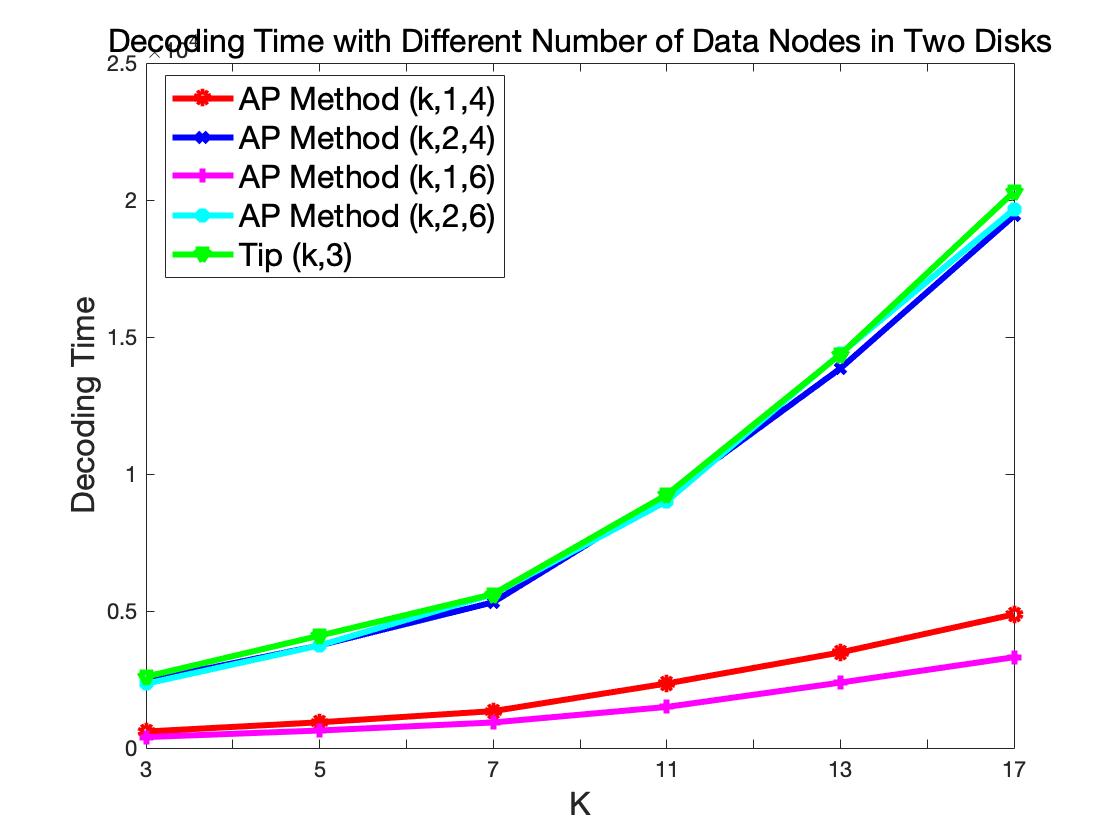 Decoding Time with Different Number of Data Nodes in Two Disks
× 10⁴
2.5
2
1.5
1
0.5
0
AP Method (k,1,4)
AP Method (k,2,4)
AP Method (k,1,6)
AP Method (k,2,6)
Tip (k,3)
Decoding Time
3 5 7 11 13 17
K